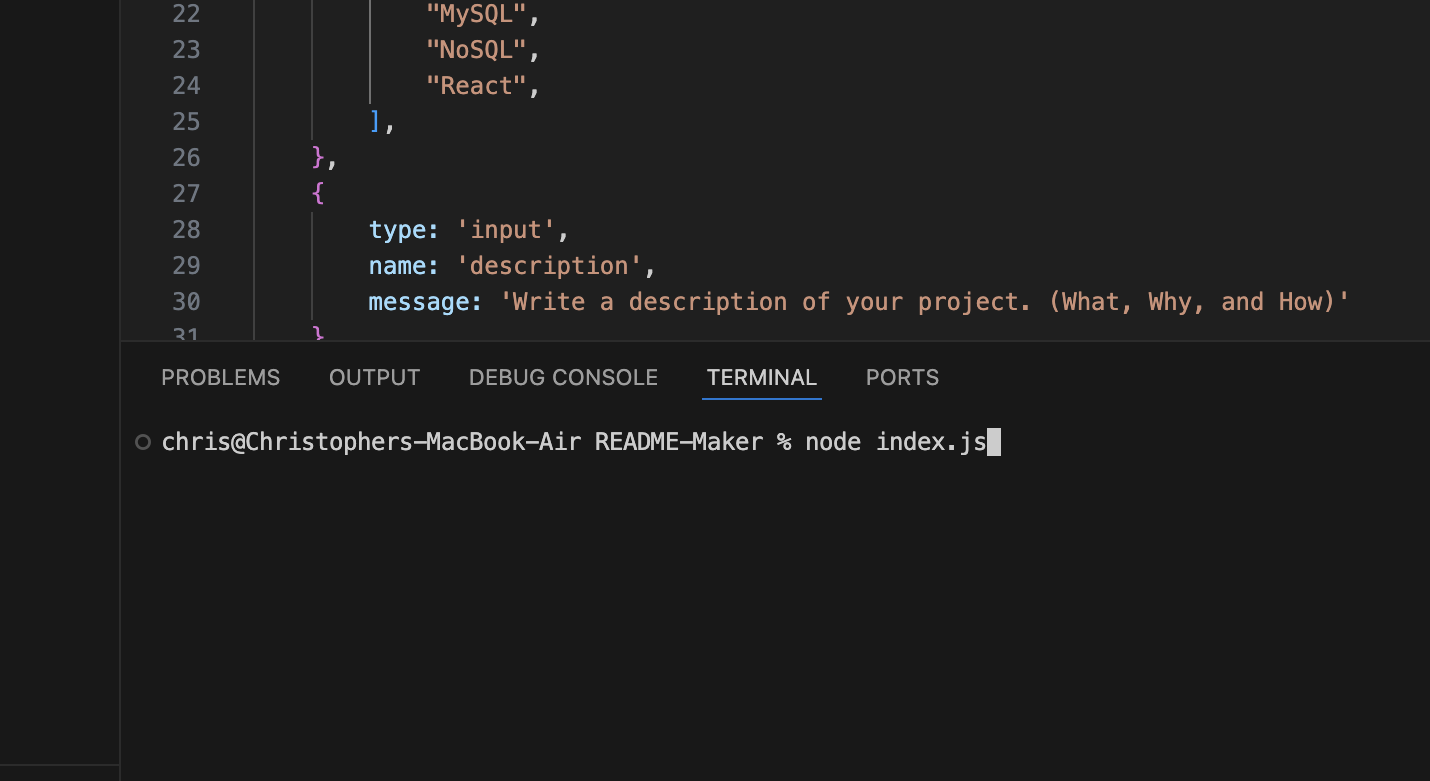 22 "MySQL",
23 "NoSQL",
24 "React",
25 ],
26 },
27 {
28 type: 'input',
29 name: 'description',
30 message: 'Write a description of your project. (What, Why, and How)'
31 }
PROBLEMS OUTPUT DEBUG CONSOLE TERMINAL PORTS
chris@Christophers-MacBook-Air README-Maker % node index.js